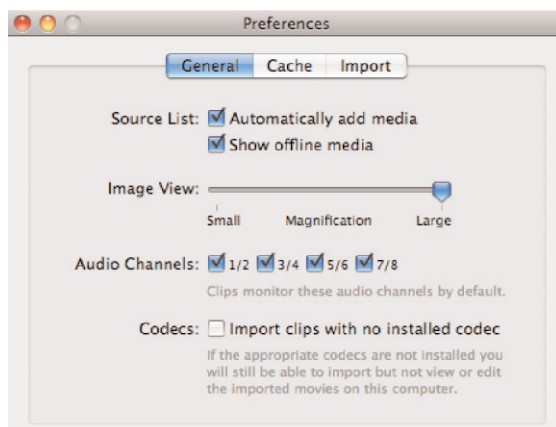 Preferences
General Cache Import
Source List: Automatically add media
Show offline media
Image View:
Small Magnification Large
Audio Channels: 1/2 3/4 5/6 7/8
Clips monitor these audio channels by default.
Codecs: Import clips with no installed codec
If the appropriate codecs are not installed you
will still be able to import but not view or edit
the imported movies on this computer.